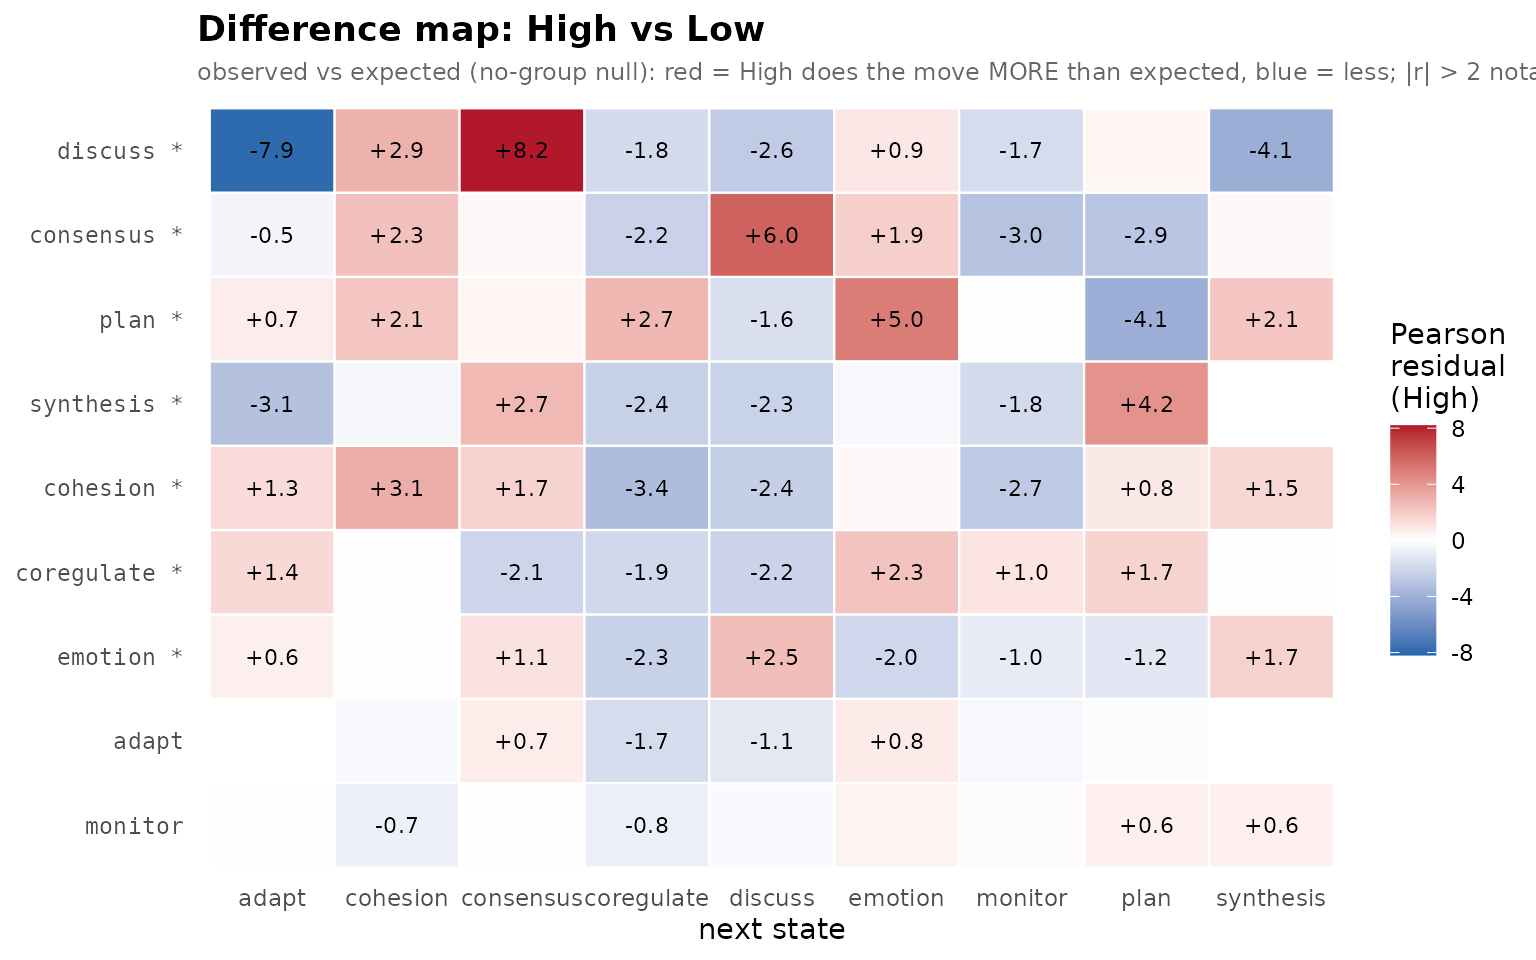 Difference map: High vs Low
observed vs expected (no-group null): red = High does the move MORE than expected, blue = less; |r| > 2 nota
discuss * -7.9 +2.9 +8.2 -1.8 -2.6 +0.9 -1.7 -4.1
consensus * -0.5 +2.3 -2.2 +6.0 +1.9 -3.0 -2.9
plan * +0.7 +2.1 +2.7 -1.6 +5.0 -4.1 +2.1
synthesis * -3.1 +2.7 -2.4 -2.3 -1.8 +4.2
cohesion * +1.3 +3.1 +1.7 -3.4 -2.4 -2.7 +0.8 +1.5
coregulate * +1.4 -2.1 -1.9 -2.2 +2.3 +1.0 +1.7
emotion * +0.6 +1.1 -2.3 +2.5 -2.0 -1.0 -1.2 +1.7
adapt +0.7 -1.7 -1.1 +0.8
monitor -0.7 -0.8 +0.6 +0.6
adapt cohesion consensus coregulate discuss emotion monitor plan synthesis
next state
Pearson
residual
(High)
8
4
0
-4
-8